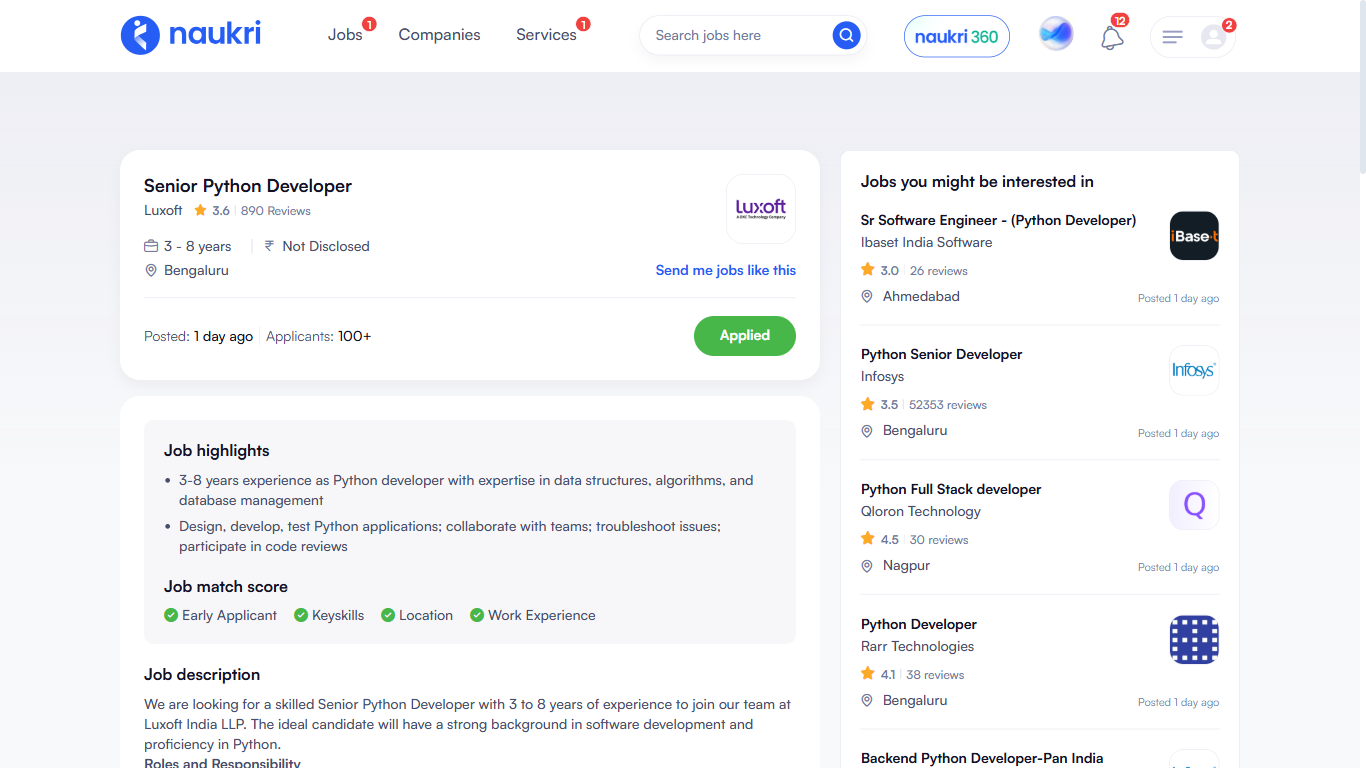 naukri
Jobs
1
Companies
Services
1
Search jobs here
naukri 360
12
2
Senior Python Developer
Luxoft
3.6
890 Reviews
Luxoft
A DXC Technology Company
3 - 8 years
₹ Not Disclosed
Bengaluru
Send me jobs like this
Posted: 1 day ago
Applicants: 100+
Applied
Job highlights
• 3-8 years experience as Python developer with expertise in data structures, algorithms, and
database management
• Design, develop, test Python applications; collaborate with teams; troubleshoot issues;
participate in code reviews
Job match score
Early Applicant
Keyskills
Location
Work Experience
Job description
We are looking for a skilled Senior Python Developer with 3 to 8 years of experience to join our team at
Luxoft India LLP. The ideal candidate will have a strong background in software development and
proficiency in Python.
Roles and Responsibility
Jobs you might be interested in
Sr Software Engineer - (Python Developer)
Ibaset India Software
iBase-t
3.0
26 reviews
Ahmedabad
Posted 1 day ago
Python Senior Developer
Infosys
Infosys
3.5
52353 reviews
Bengaluru
Posted 1 day ago
Python Full Stack developer
Qloron Technology
Q
4.5
30 reviews
Nagpur
Posted 1 day ago
Python Developer
Rarr Technologies
4.1
38 reviews
Bengaluru
Posted 1 day ago
Backend Python Developer-Pan India